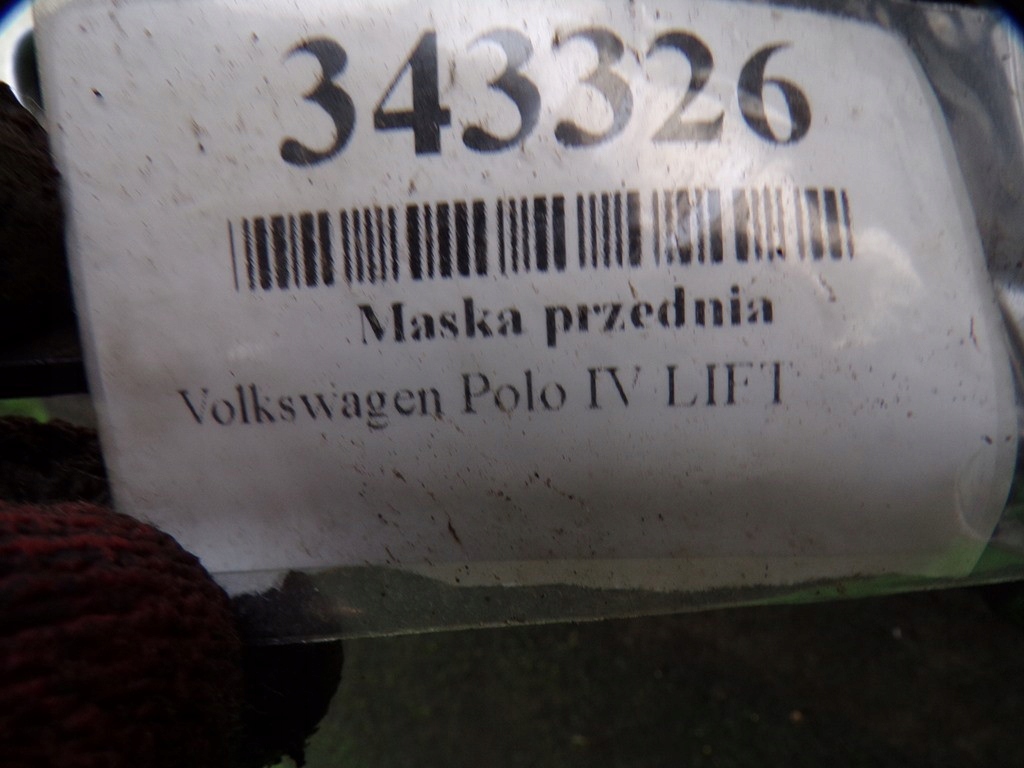 343326
Maska przednia
Volkswagen Polo IV LIFT